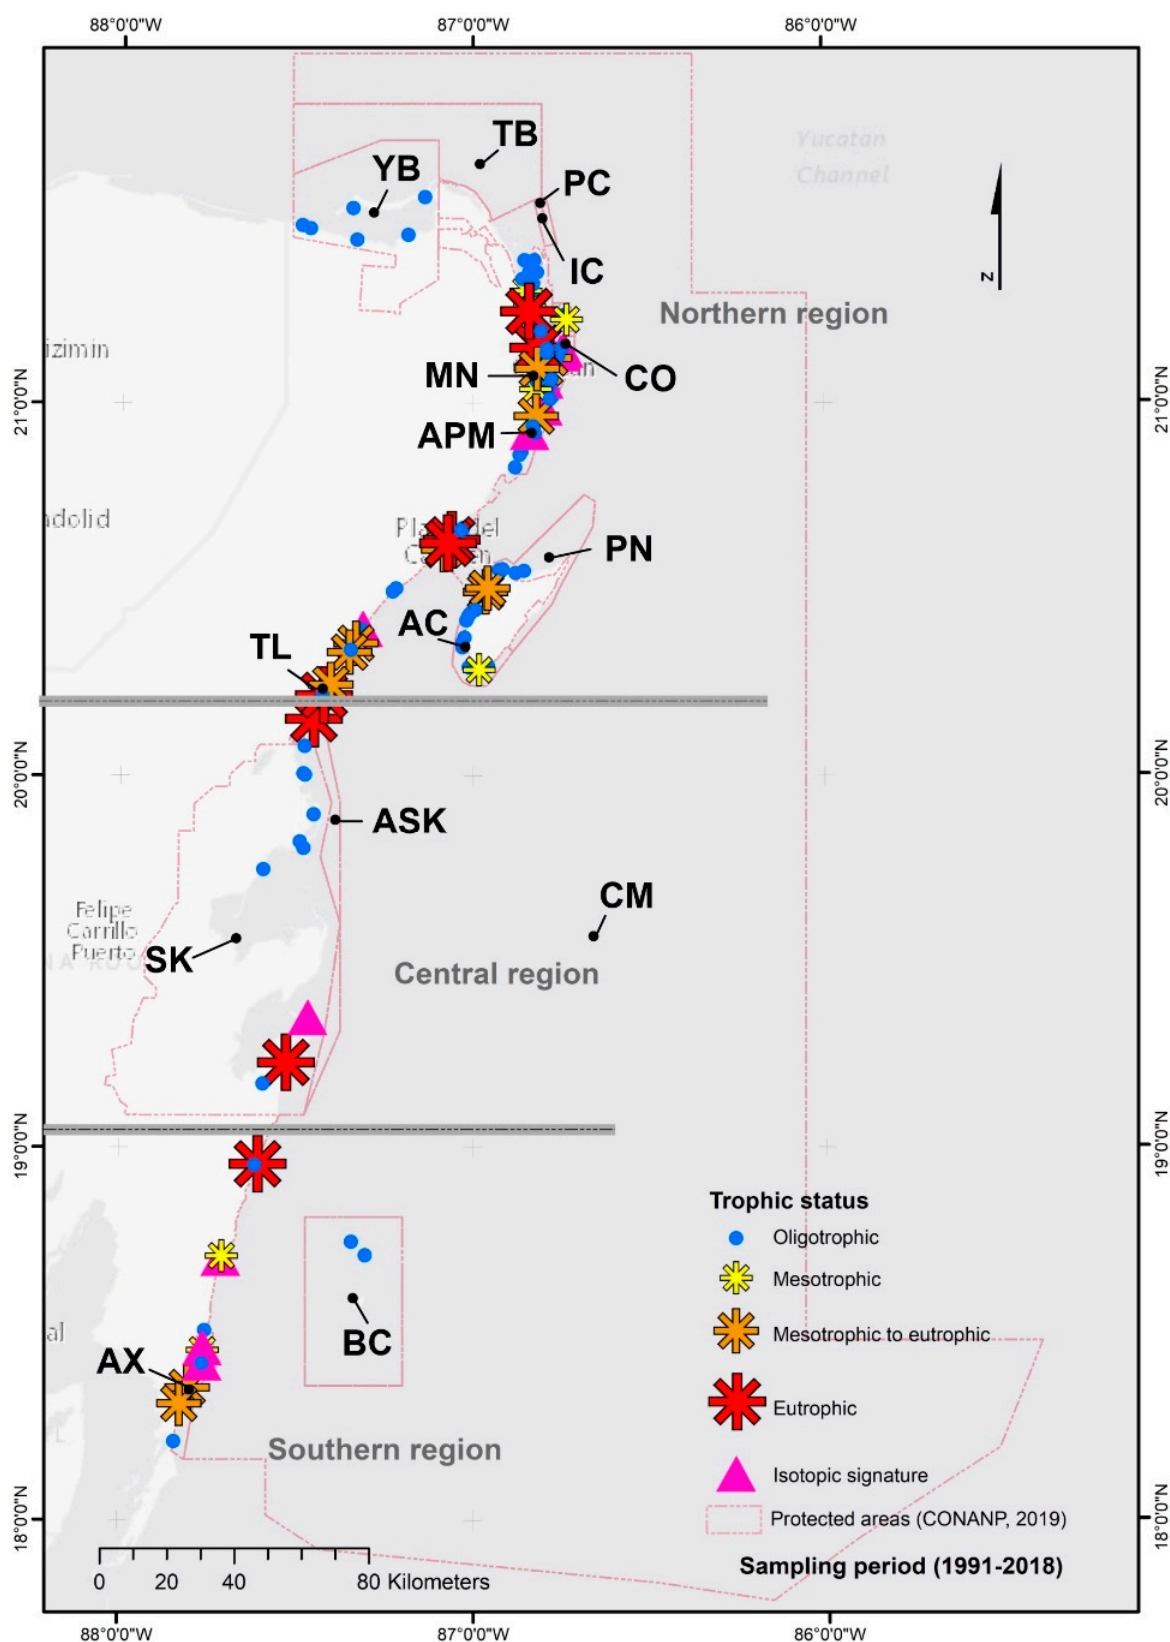 88°0'0"W
87°0'0"W
86°0'0"W
Yucatan
Channel
TB
YB
PC
IC
N
Northern region
izimin
MN
CO
APM
21°0'0"N
21°0'0"N
dolid
PN
AC
TL
20°0'0"N
20°0'0"N
ASK
Felipe
Carrillo
Puerto
CM
SK
Central region
19°0'0"N
19°0'0"N
Trophic status
Oligotrophic
Mesotrophic
Mesotrophic to eutrophic
Eutrophic
Isotopic signature
Protected areas (CONANP, 2019)
Sampling period (1991-2018)
BC
al
AX
Southern region
18°0'0"N
18°0'0"N
0 20 40 80 Kilometers
88°0'0"W
87°0'0"W
86°0'0"W